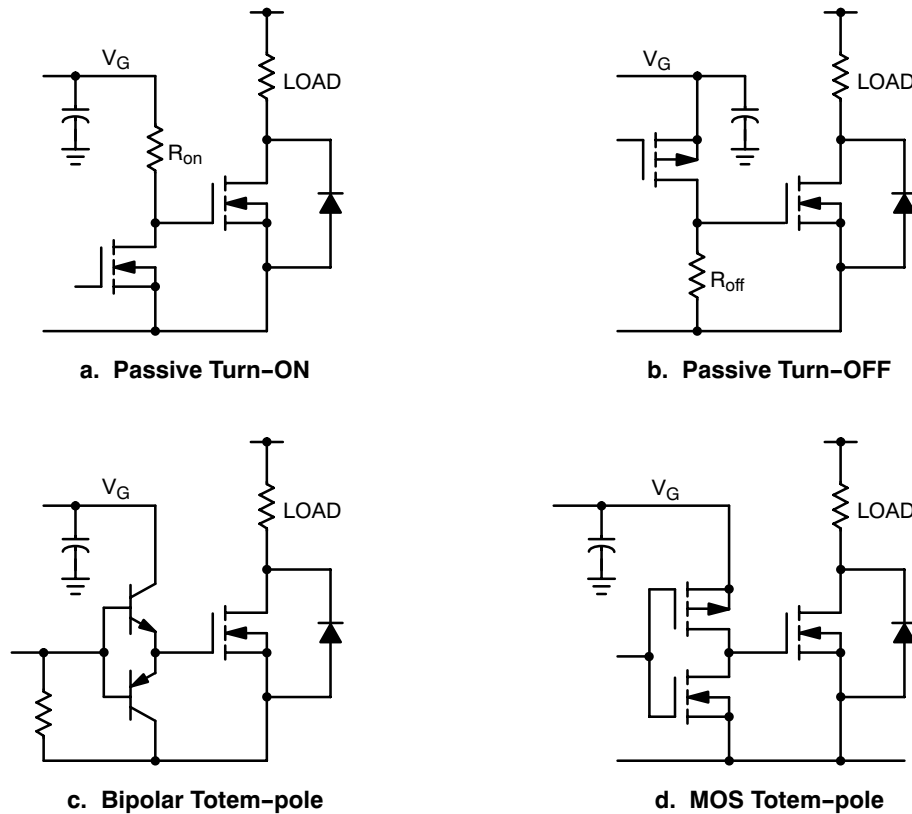 V_G
LOAD
R_on
a. Passive Turn−ON
V_G
LOAD
R_off
b. Passive Turn−OFF
V_G
LOAD
c. Bipolar Totem−pole
V_G
LOAD
d. MOS Totem−pole